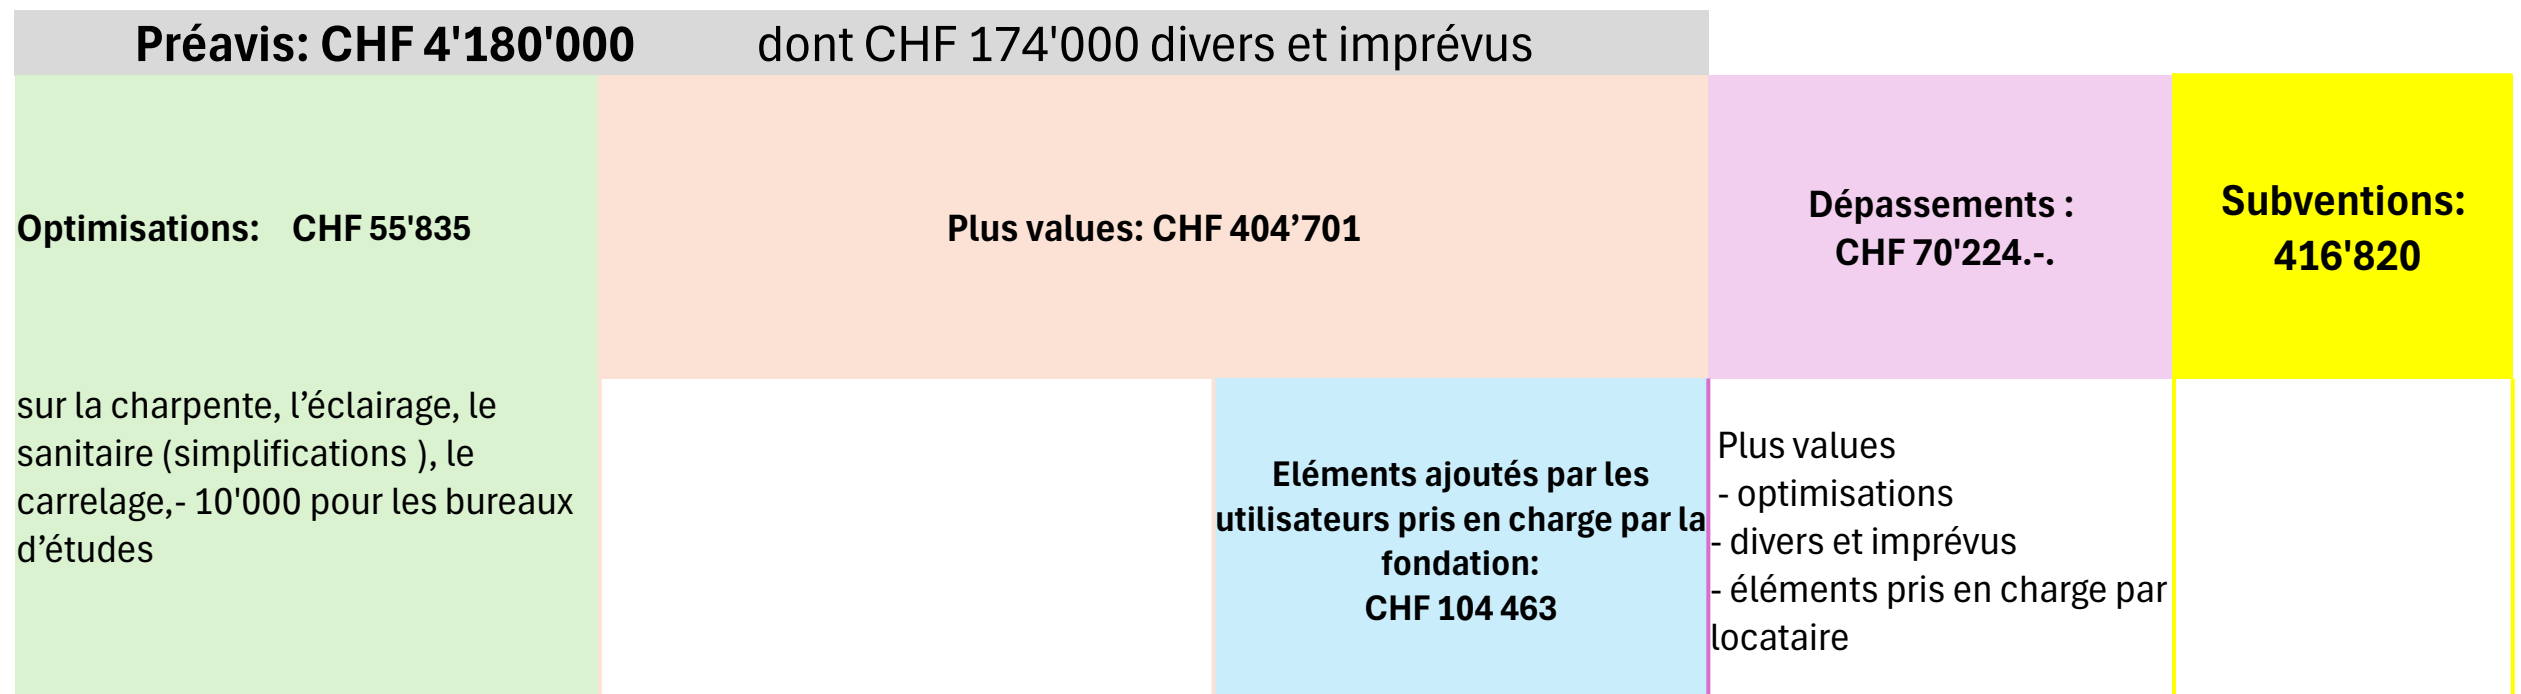 Préavis: CHF 4'180'000 dont CHF 174'000 divers et imprévus
Optimisations: CHF 55'835
Plus values: CHF 404’701
Dépassements :
CHF 70'224.-.
Subventions:
416'820
sur la charpente, l’éclairage, le
sanitaire (simplifications ), le
carrelage,- 10'000 pour les bureaux
d’études
Eléments ajoutés par les
utilisateurs pris en charge par la
fondation:
CHF 104 463
Plus values
- optimisations
- divers et imprévus
- éléments pris en charge par
locataire